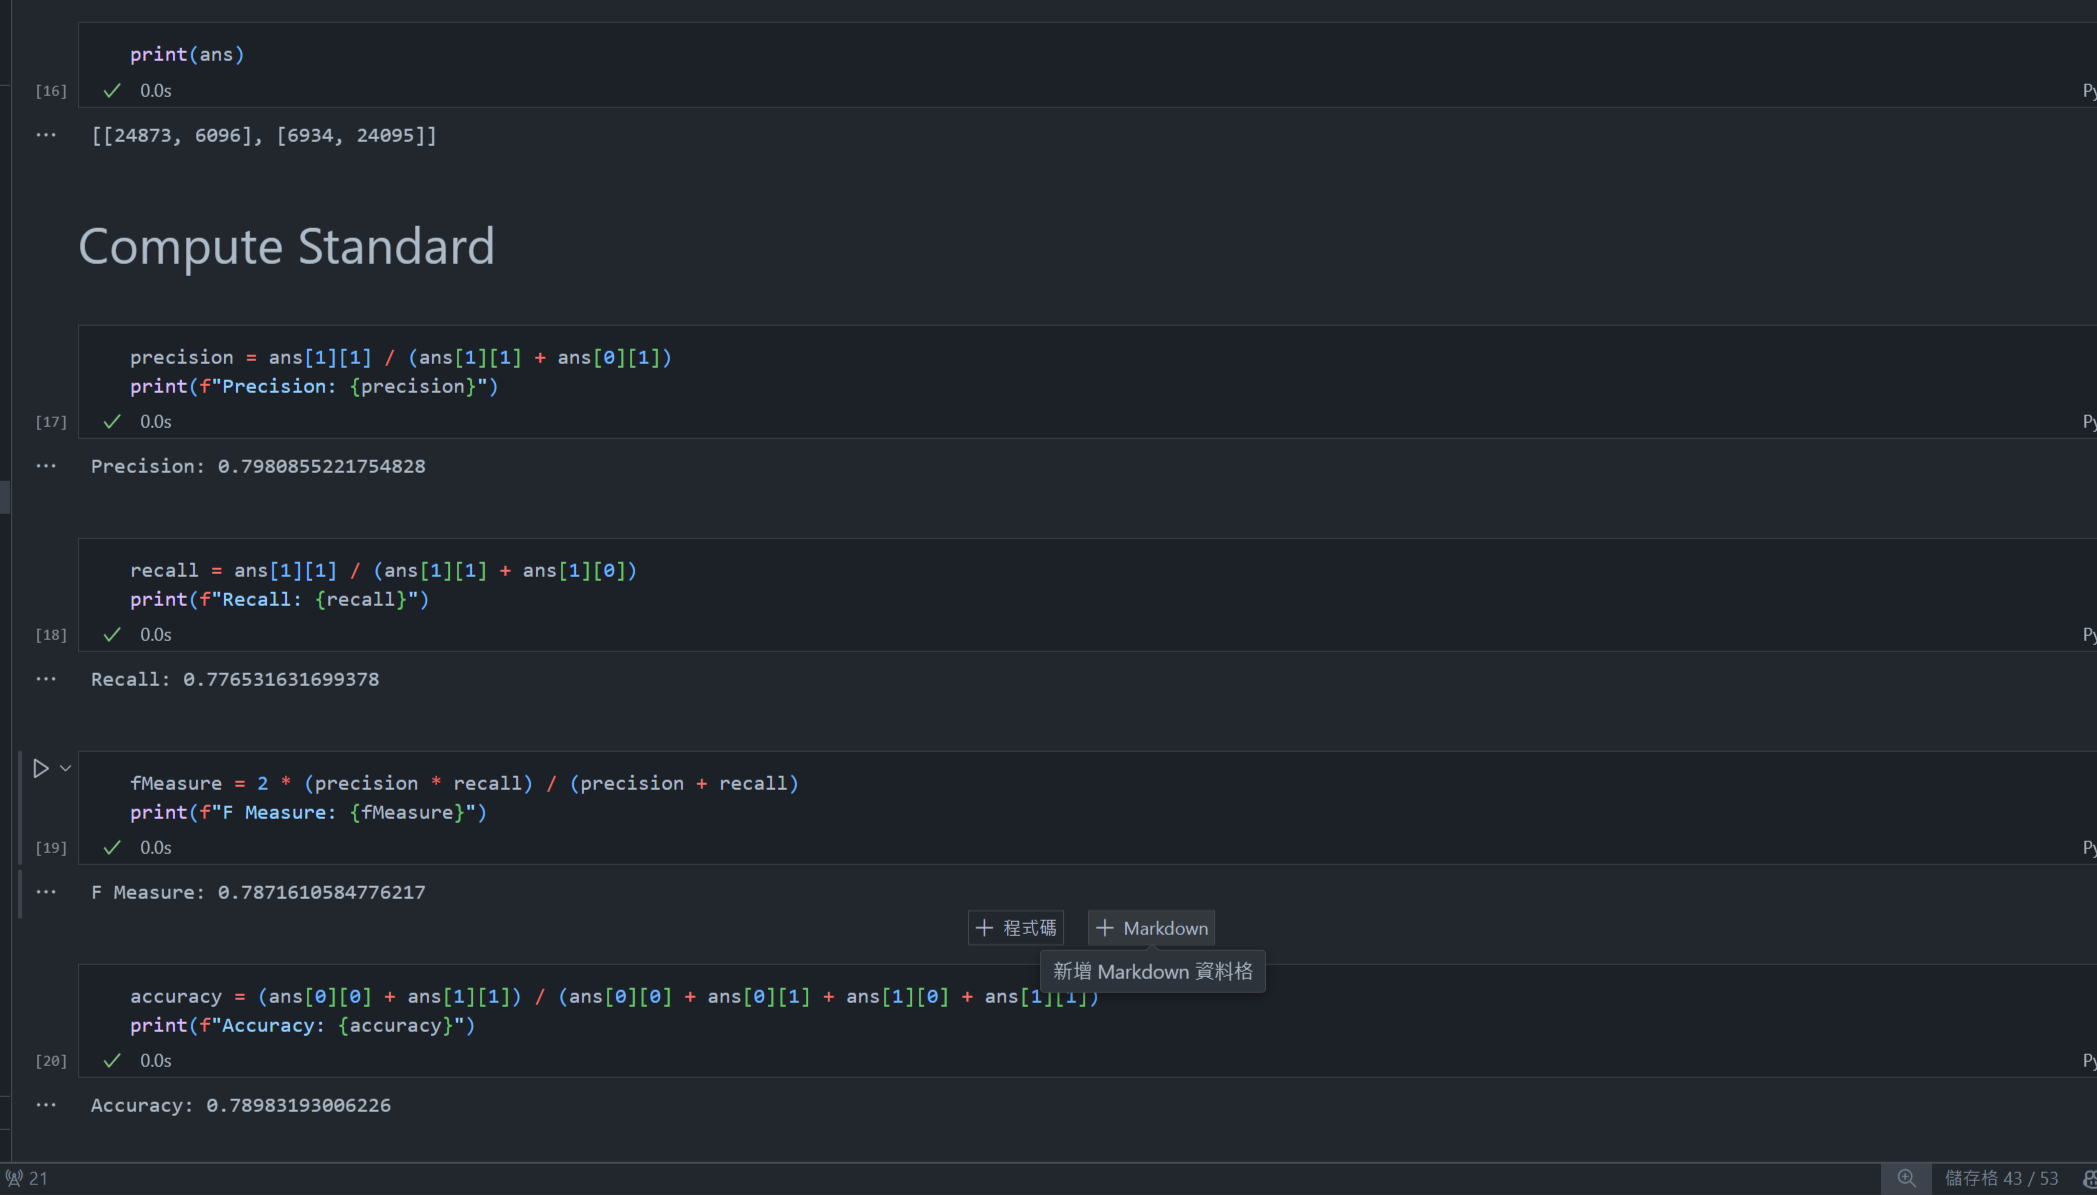 print(ans)
[16]
0.0s
[[24873, 6096], [6934, 24095]]
Compute Standard
precision = ans[1][1] / (ans[1][1] + ans[0][1])
print(f"Precision: {precision}")
[17]
0.0s
Precision: 0.7980855221754828
recall = ans[1][1] / (ans[1][1] + ans[1][0])
print(f"Recall: {recall}")
[18]
0.0s
Recall: 0.776531631699378
fMeasure = 2 * (precision * recall) / (precision + recall)
print(f"F Measure: {fMeasure}")
[19]
0.0s
F Measure: 0.7871610584776217
程式碼
Markdown
新增 Markdown 資料格
accuracy = (ans[0][0] + ans[1][1]) / (ans[0][0] + ans[0][1] + ans[1][0] + ans[1][1])
print(f"Accuracy: {accuracy}")
[20]
0.0s
Accuracy: 0.78983193006226
21
儲存格 43 / 53